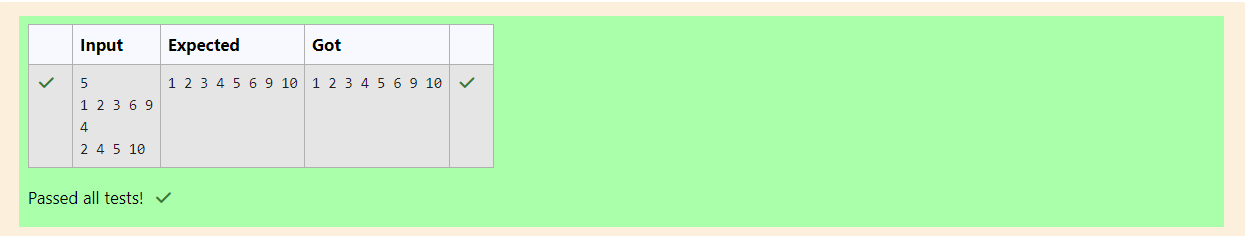 Input Expected Got
5 1 2 3 4 5 6 9 10 1 2 3 4 5 6 9 10
1 2 3 6 9
4
2 4 5 10
Passed all tests!